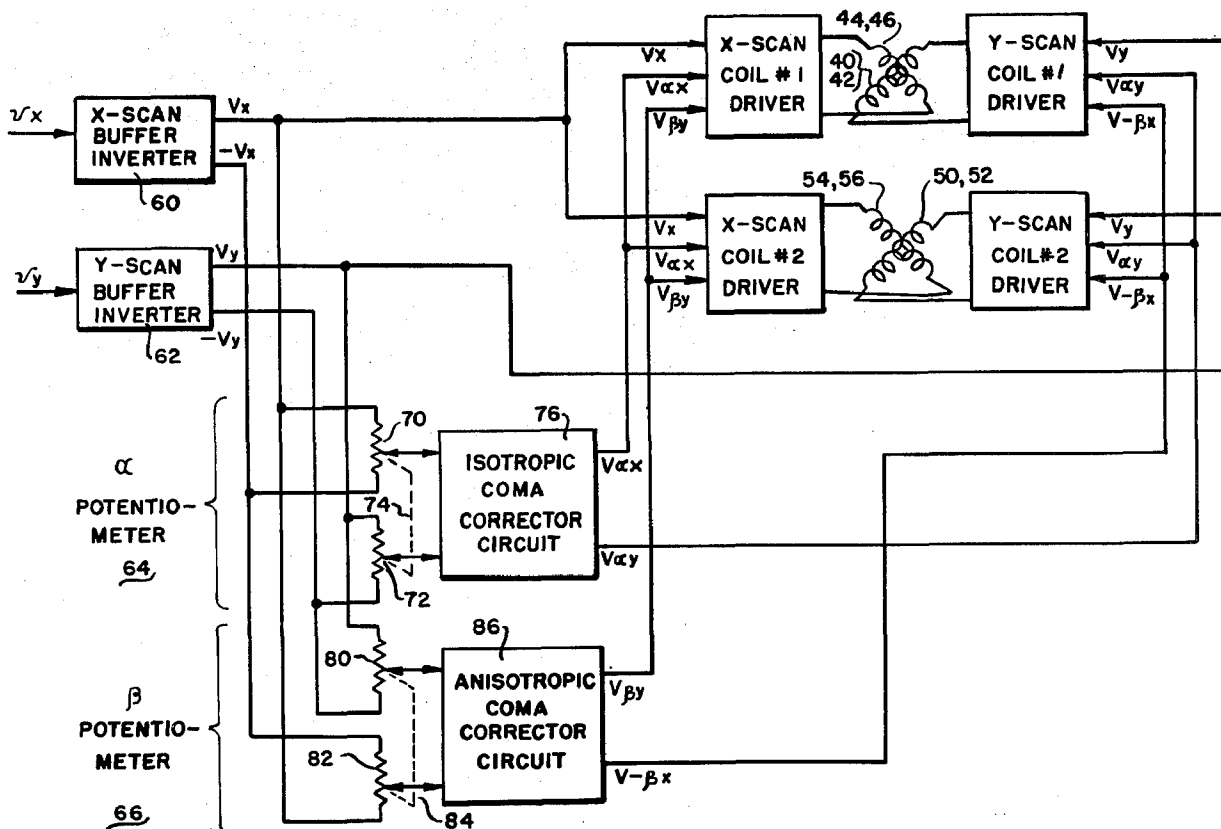 44,46
X-SCAN
COIL # 1
DRIVER
Vx
Vαx
Vβy
40
42
Y-SCAN
COIL #1
DRIVER
Vy
Vαy
V-βx
vx
X-SCAN
BUFFER
INVERTER
60
Vx
-Vx
54,56
50,52
X-SCAN
COIL #2
DRIVER
Vx
Vαx
Vβy
Y-SCAN
COIL #2
DRIVER
Vy
Vαy
V-βx
vy
Y-SCAN
BUFFER
INVERTER
62
Vy
-Vy
α
POTENTIO-
METER
64
70
74
72
76
ISOTROPIC
COMA
CORRECTOR
CIRCUIT
Vαx
Vαy
β
POTENTIO-
METER
66
80
82
84
86
ANISOTROPIC
COMA
CORRECTOR
CIRCUIT
Vβy
V-βx